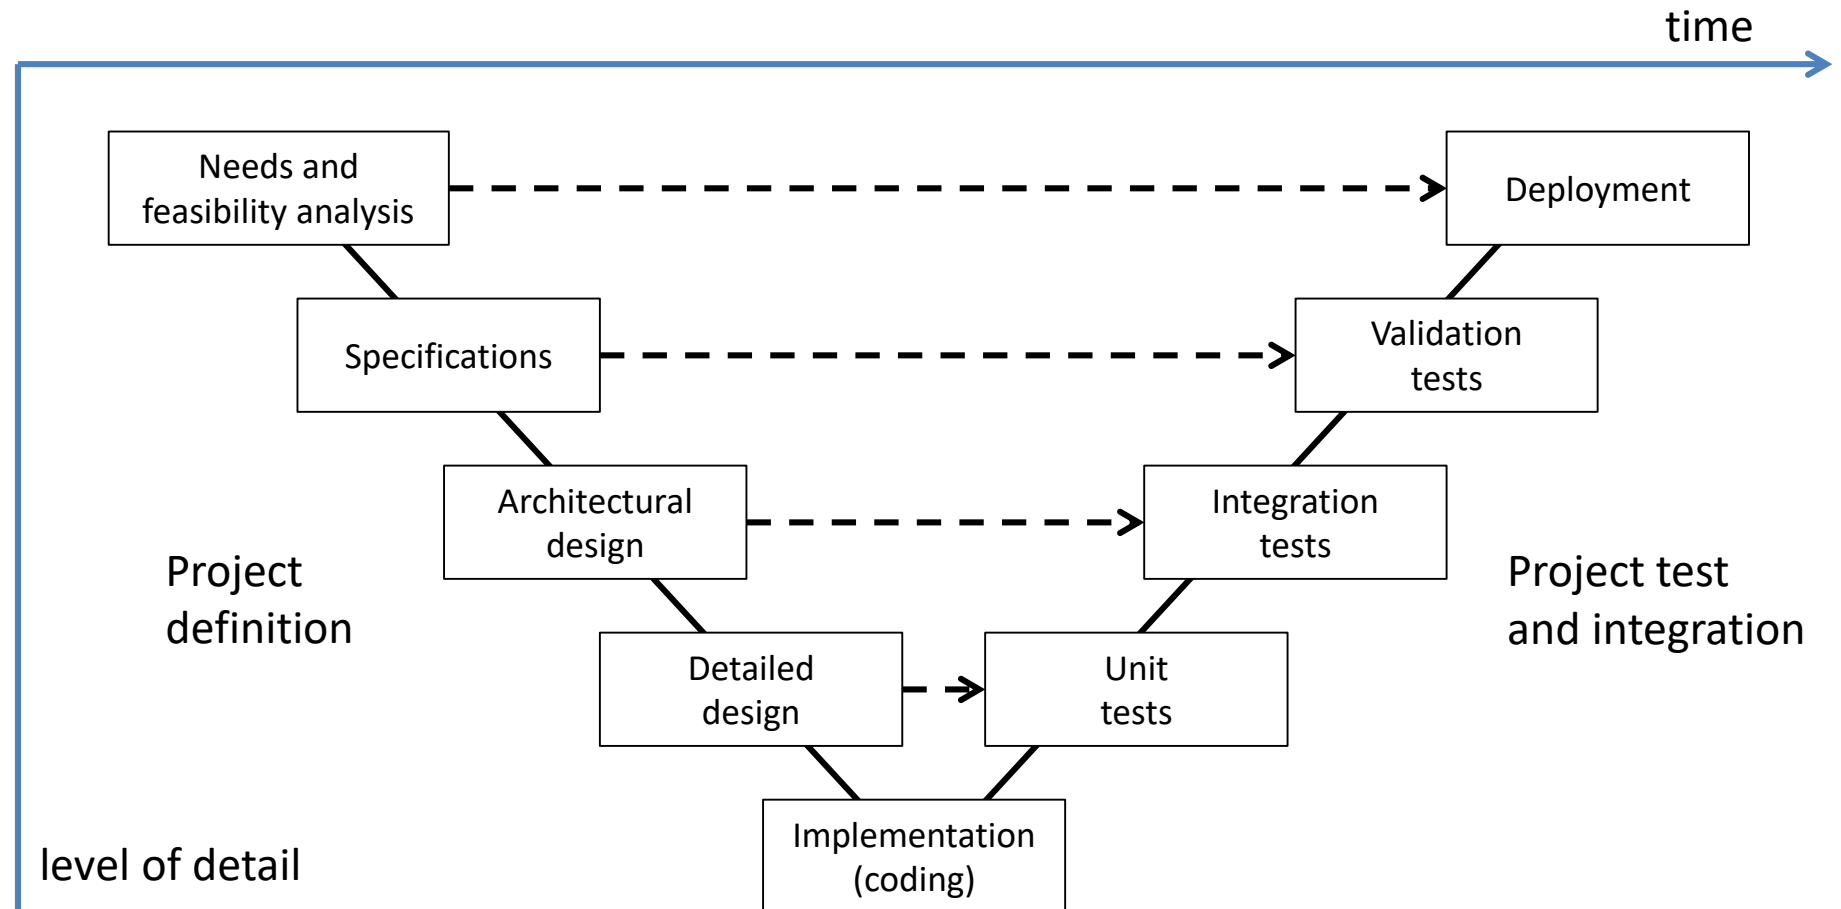 time
Needs and
feasibility analysis
Deployment
Specifications
Validation
tests
Architectural
design
Integration
tests
Project
definition
Project test
and integration
Detailed
design
Unit
tests
Implementation
(coding)
level of detail